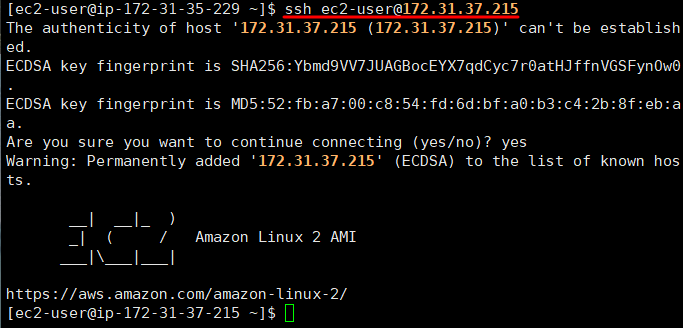 [ec2-user@ip-172-31-35-229 ~]$ ssh ec2-user@172.31.37.215
The authenticity of host '172.31.37.215 (172.31.37.215)' can't be establish
ed.
ECDSA key fingerprint is SHA256:Ybmd9VV7JUAGBocEYX7qdCyc7r0atHJffnVGSFynOw0
.
ECDSA key fingerprint is MD5:52:fb:a7:00:c8:54:fd:6d:bf:a0:b3:c4:2b:8f:eb:a
a.
Are you sure you want to continue connecting (yes/no)? yes
Warning: Permanently added '172.31.37.215' (ECDSA) to the list of known hos
ts.
       __|  __|_  )
       _|  (     /   Amazon Linux 2 AMI
      ___|\___|___|
https://aws.amazon.com/amazon-linux-2/
[ec2-user@ip-172-31-37-215 ~]$